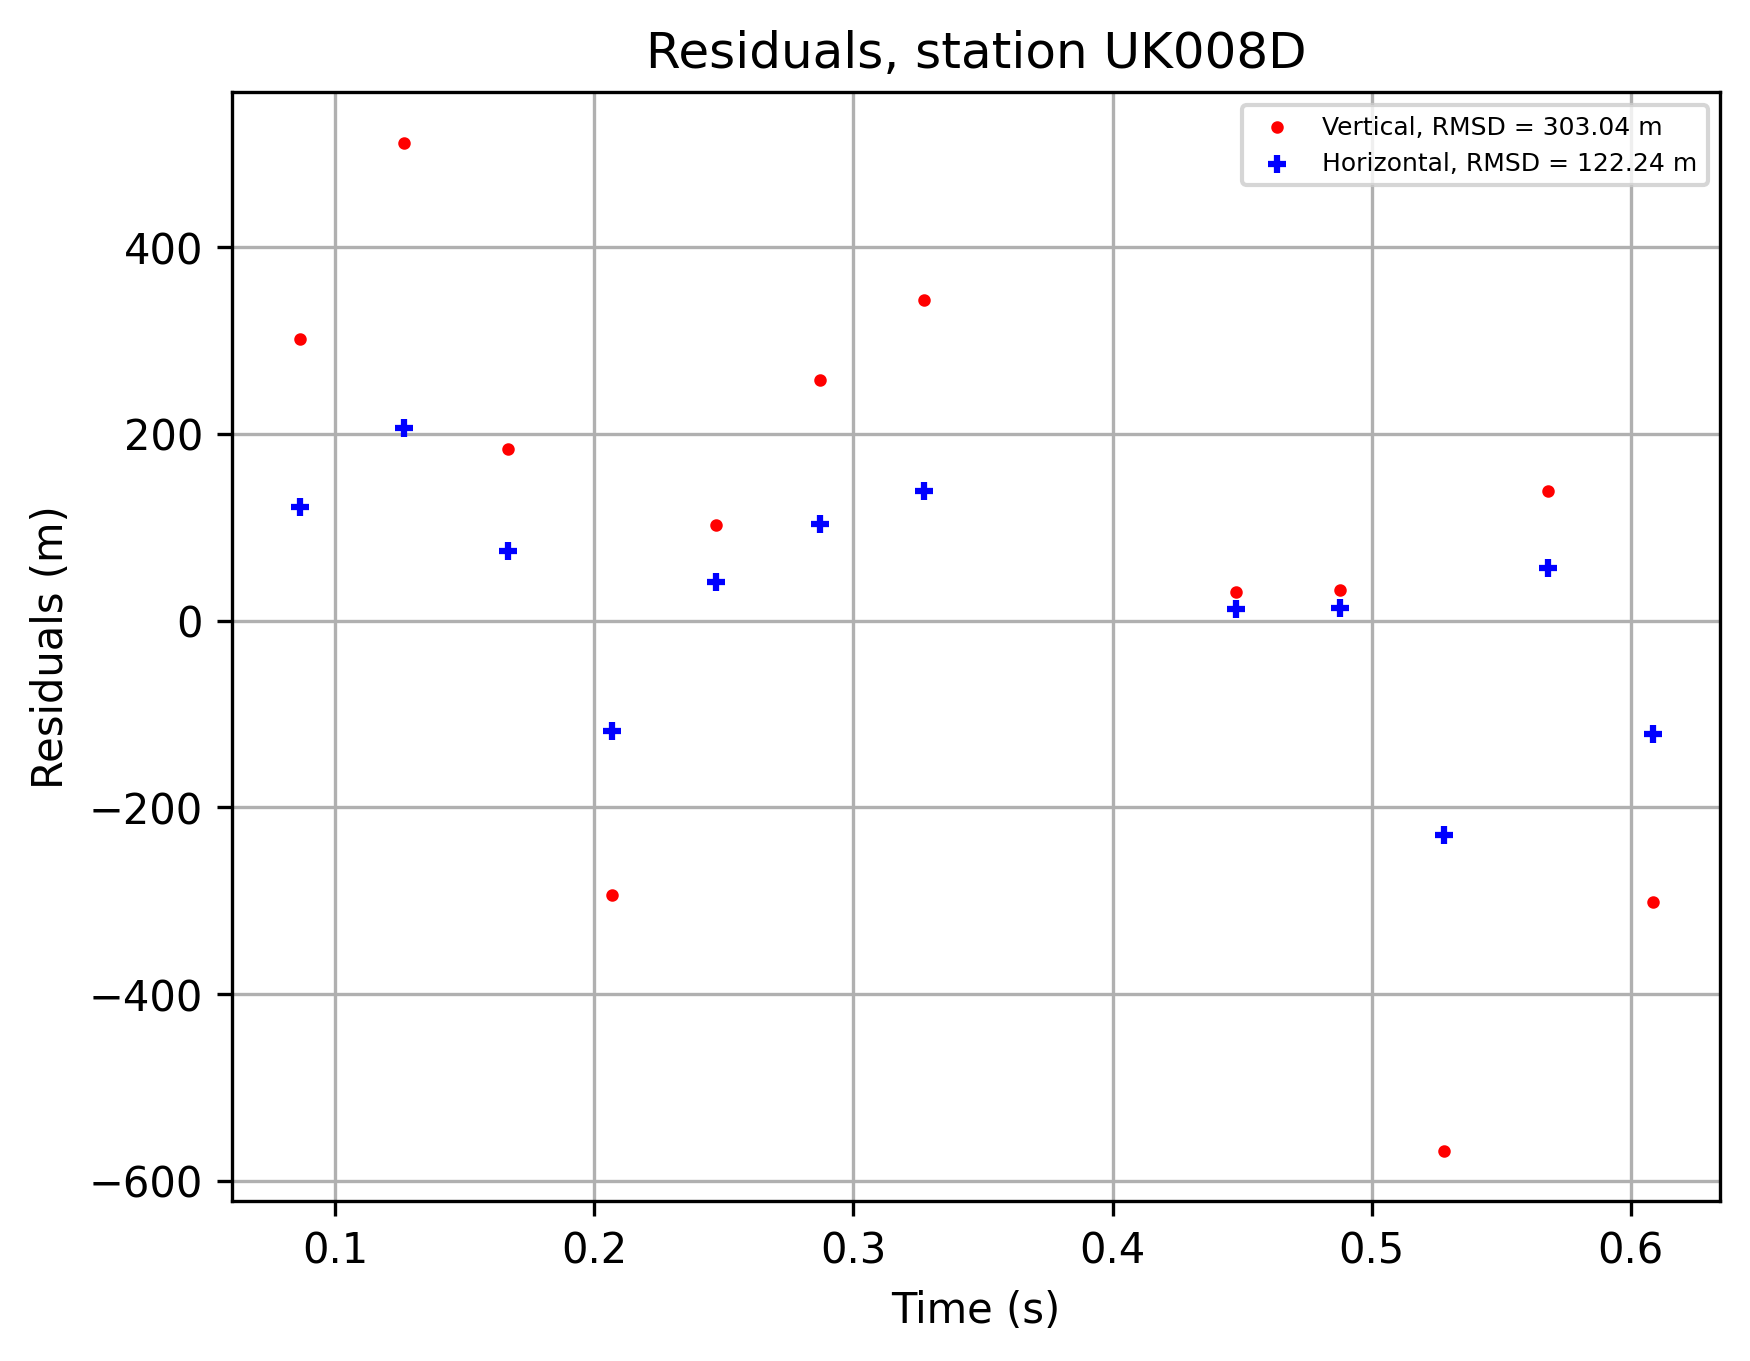 Residuals, station UK008D
Vertical, RMSD = 303.04 m
Horizontal, RMSD = 122.24 m
Residuals (m)
400
200
0
−200
−400
−600
0.1 0.2 0.3 0.4 0.5 0.6
Time (s)